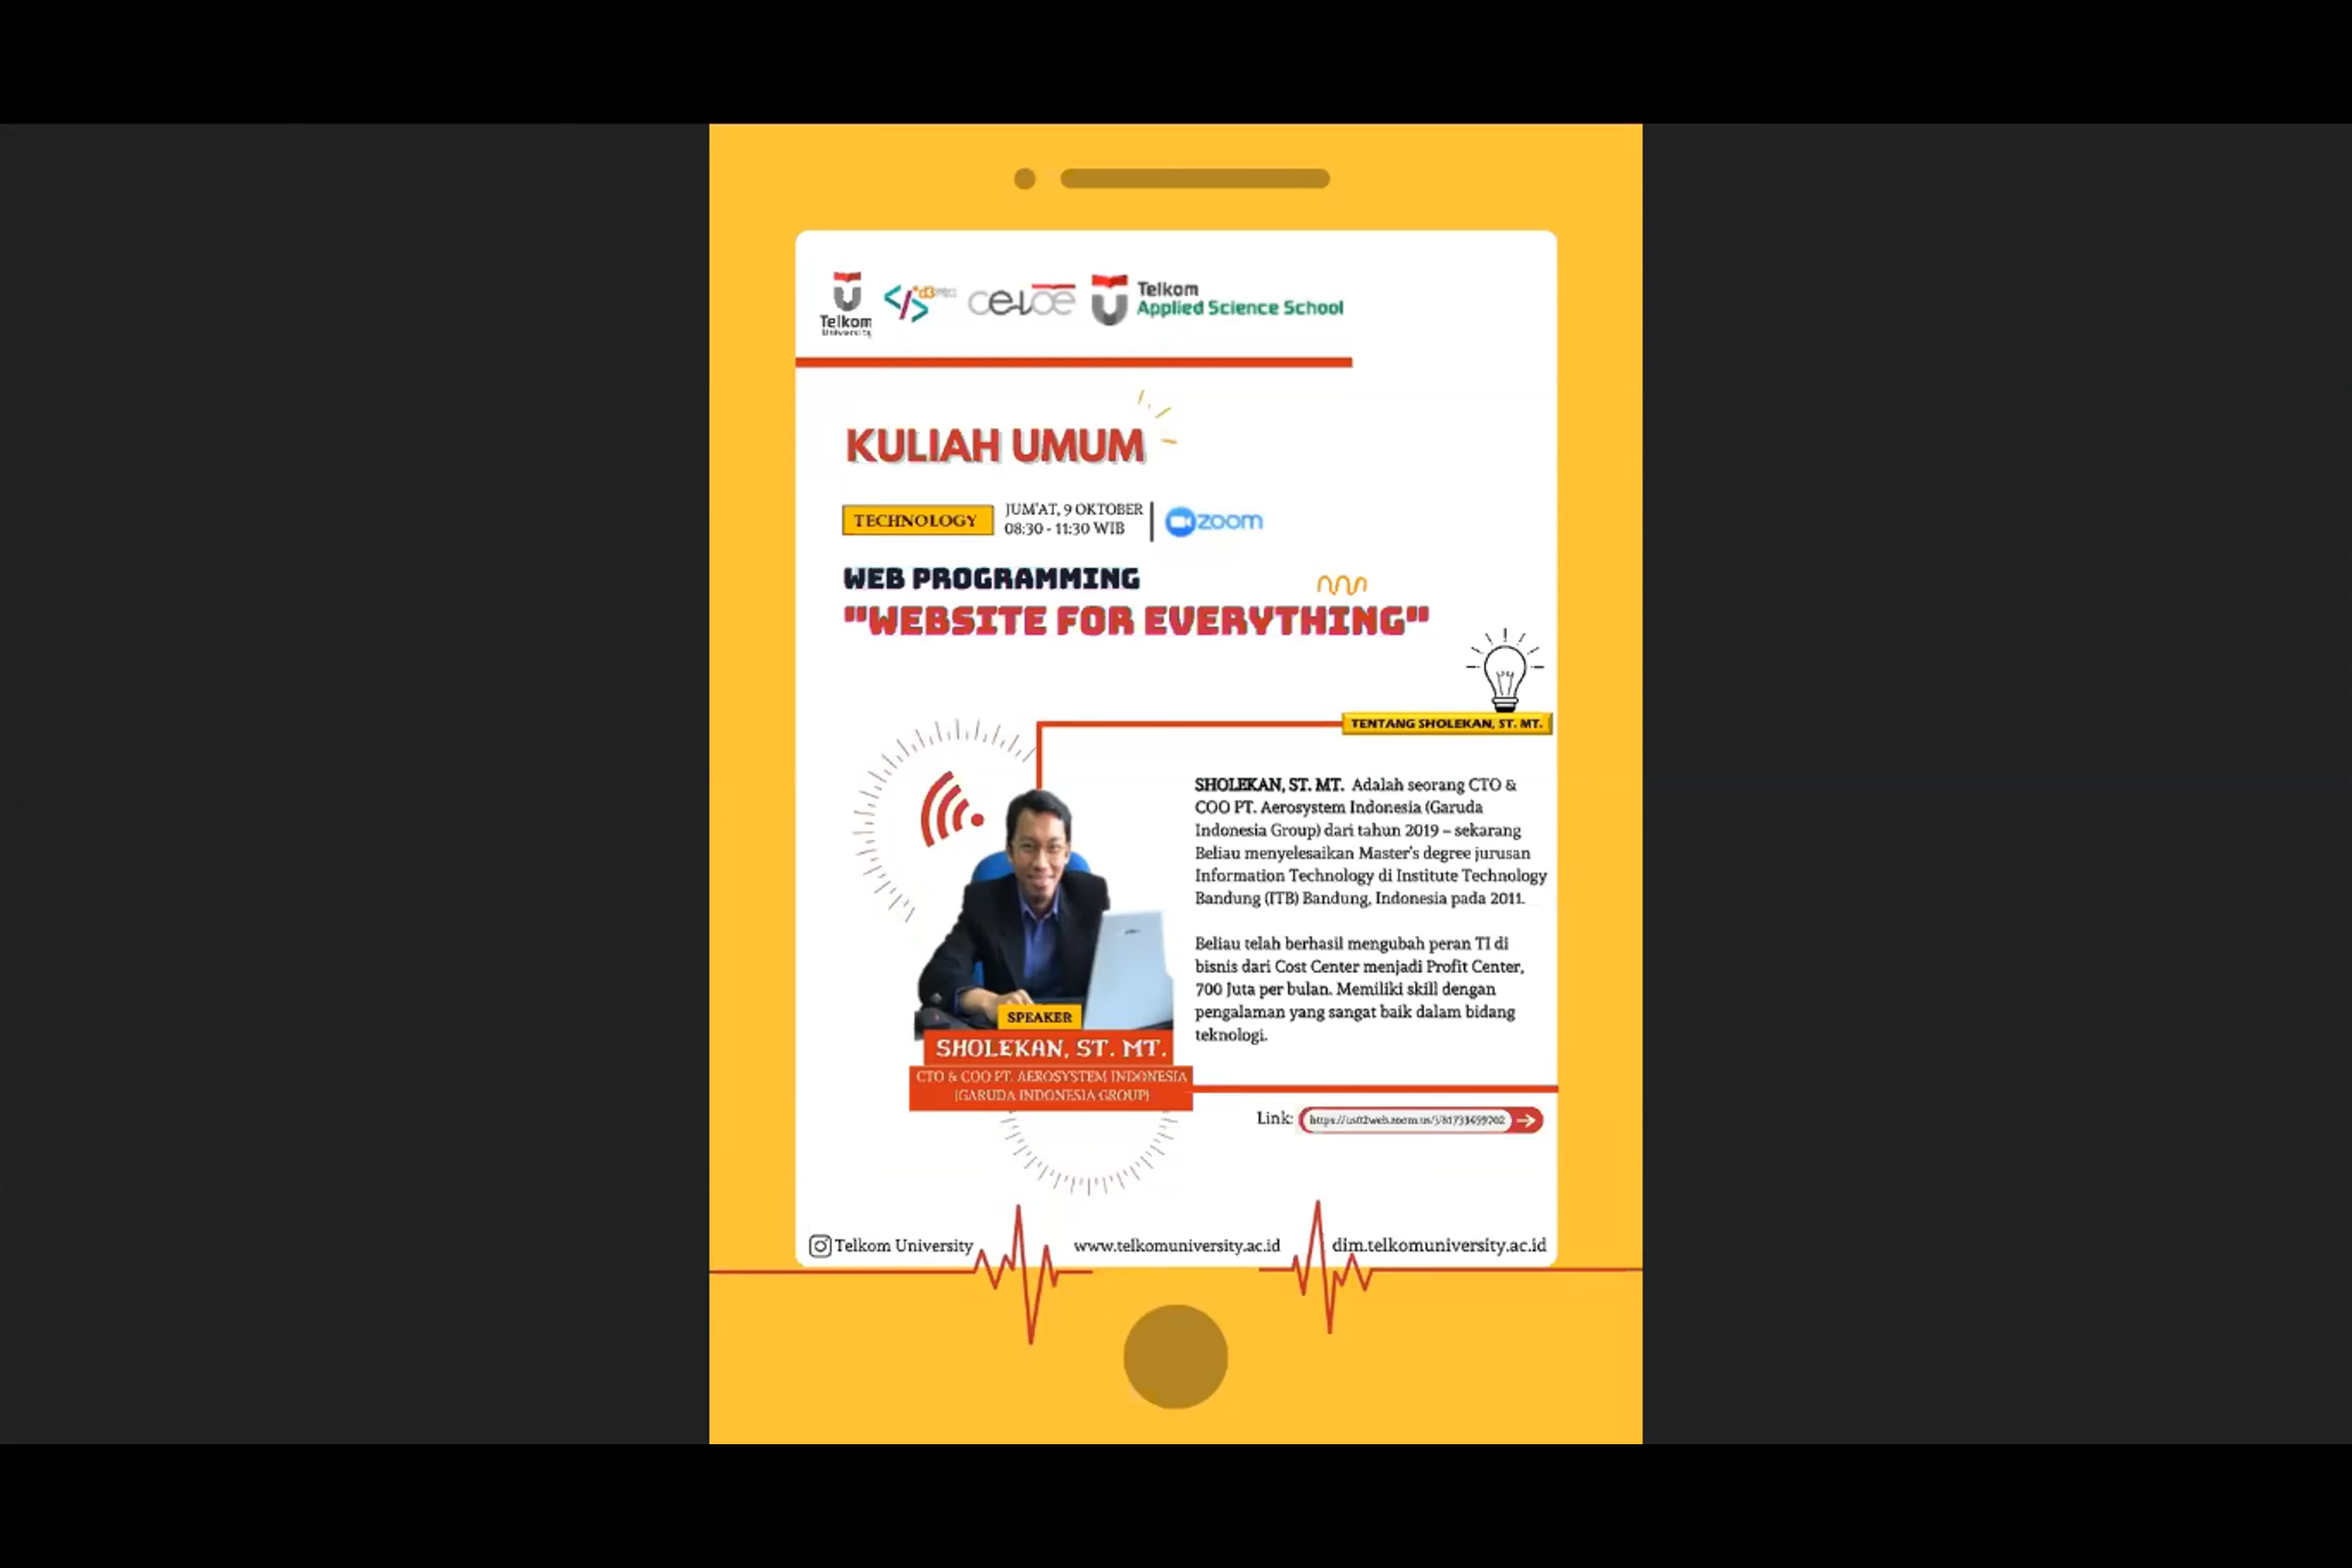 Telkom
University
d3
celoe
Telkom
Applied Science School
KULIAH UMUM
TECHNOLOGY
JUM'AT, 9 OKTOBER
08:30 - 11:30 WIB
zoom
WEB PROGRAMMING
"WEBSITE FOR EVERYTHING"
TENTANG SHOLEKAN, ST. MT.
SHOLEKAN, ST. MT. Adalah seorang CTO &
COO PT. Aerosystem Indonesia (Garuda
Indonesia Group) dari tahun 2019 – sekarang
Beliau menyelesaikan Master's degree jurusan
Information Technology di Institute Technology
Bandung (ITB) Bandung, Indonesia pada 2011.
Beliau telah berhasil mengubah peran TI di
bisnis dari Cost Center menjadi Profit Center,
700 Juta per bulan. Memiliki skill dengan
pengalaman yang sangat baik dalam bidang
teknologi.
SPEAKER
SHOLEKAN, ST. MT.
CTO & COO PT. AEROSYSTEM INDONESIA
(GARUDA INDONESIA GROUP)
Link:
Telkom University
www.telkomuniversity.ac.id
dim.telkomuniversity.ac.id